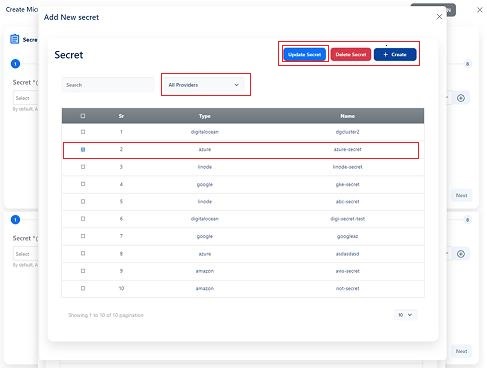 Create Mic
Add New secret
Secre
Secret
Update Secret
Delete Secret
+ Create
1
6
Secret *(
Search
All Providers
Select
By default, A
Sr
Type
Name
1
digitalocean
dgcluster2
2
azure
azure-secret
3
linode
linode-secret
4
google
gke-secret
Next
5
linode
abc-secret
1
6
digitalocean
digi-secret-test
6
7
google
googleaz
Secret *(
8
azure
asdasdasd
Select
By default, A
9
amazon
aws-secret
10
amazon
not-secret
Showing 1 to 10 of 10 pagination
10
Next